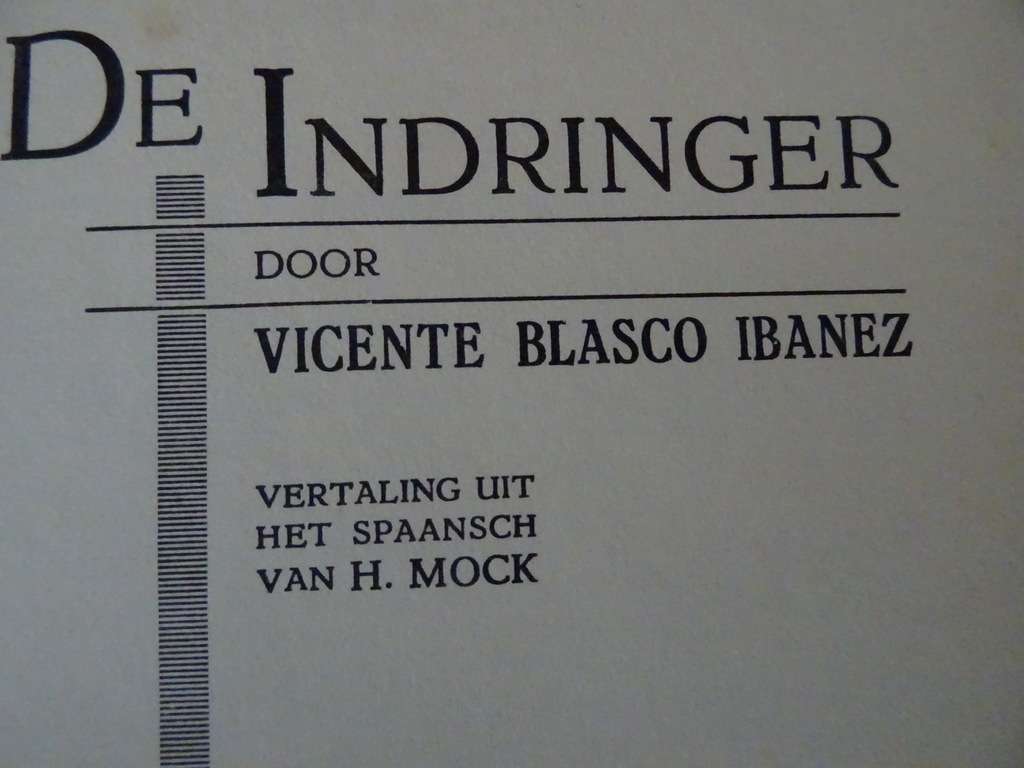 DE INDRINGER
DOOR
VICENTE BLASCO IBANEZ
VERTALING UIT
HET SPAANSCH
VAN H. MOCK